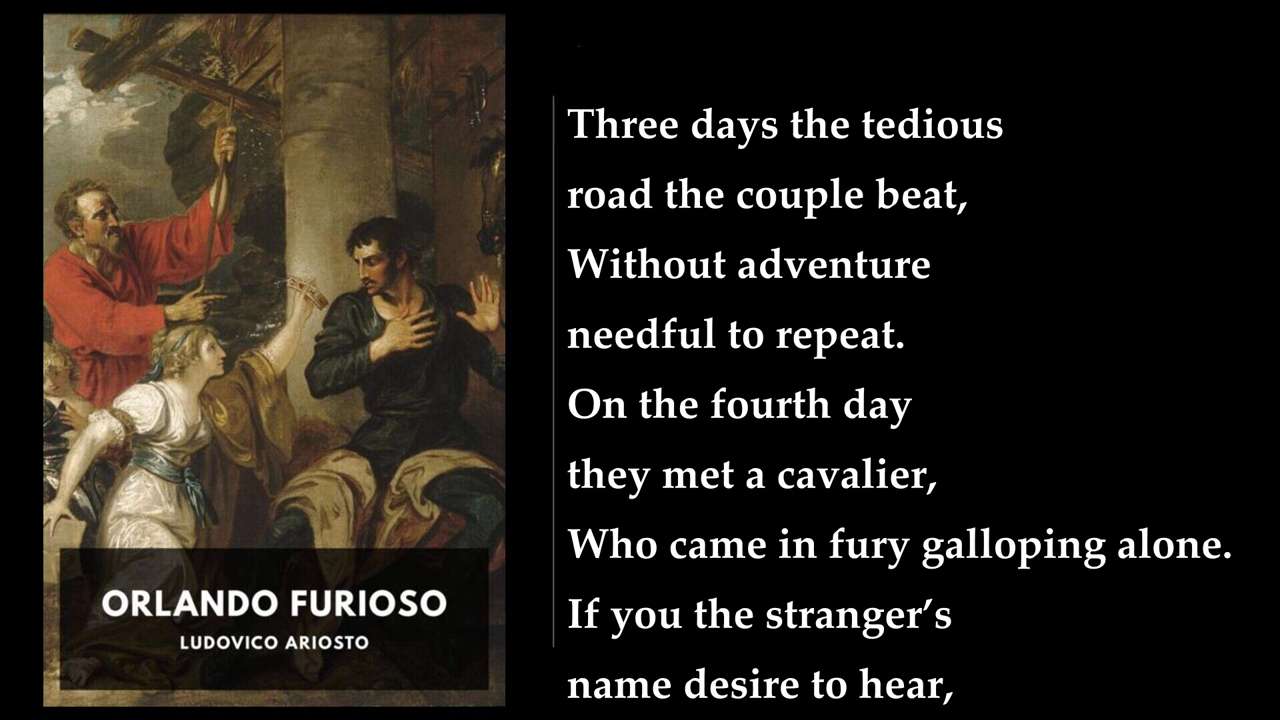 ORLANDO FURIOSO
LUDOVICO ARIOSTO
Three days the tedious
road the couple beat,
Without adventure
needful to repeat.
On the fourth day
they met a cavalier,
Who came in fury galloping alone.
If you the stranger’s
name desire to hear,